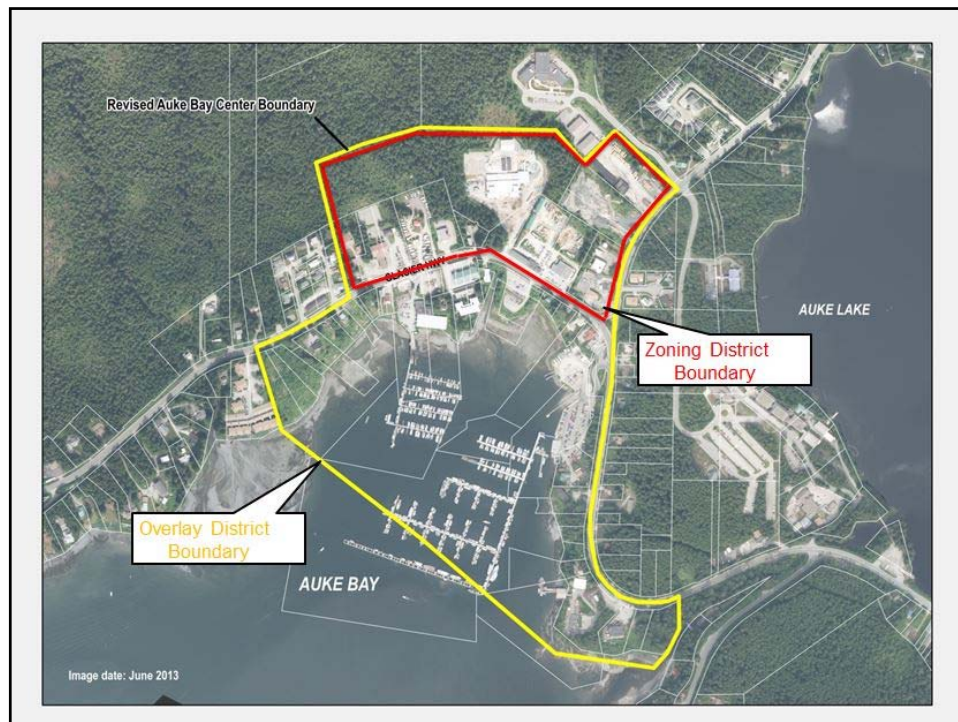 Revised Auke Bay Center Boundary
GLACIER HWY
AUKE LAKE
Zoning District
Boundary
Overlay District
Boundary
AUKE BAY
Image date: June 2013